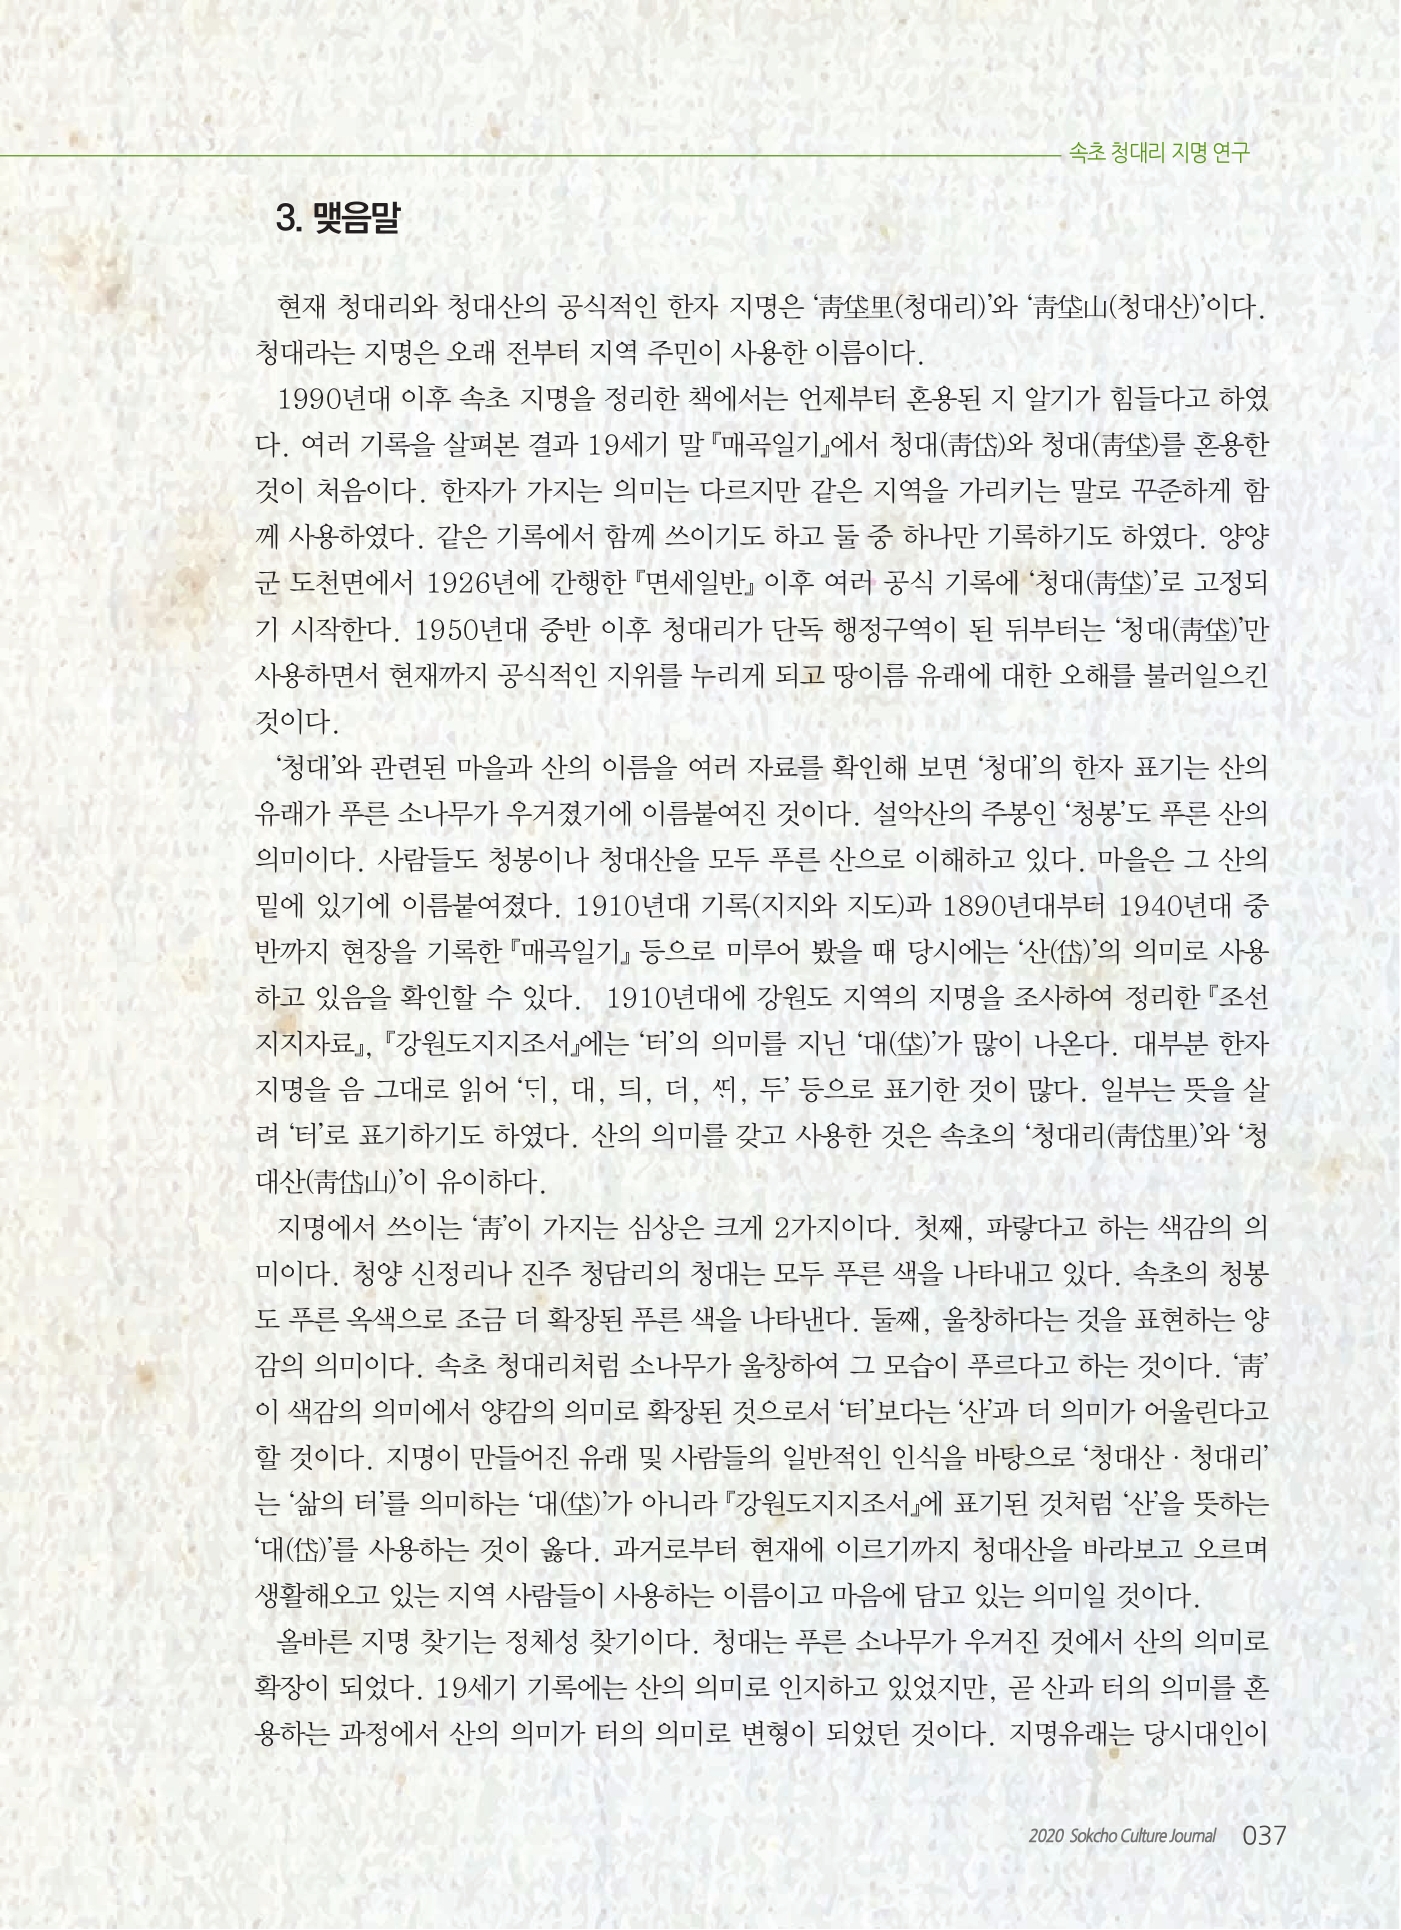 속초 청대리 지명 연구
3. 맺음말
현재 청대리와 청대산의 공식적인 한자 지명은 ‘靑垈里(청대리)’와 ‘靑垈山(청대산)’이다.
청대라는 지명은 오래 전부터 지역 주민이 사용한 이름이다.
1990년대 이후 속초 지명을 정리한 책에서는 언제부터 혼용된 지 알기가 힘들다고 하였
다. 여러 기록을 살펴본 결과 19세기 말 『매곡일기』에서 청대(靑岱)와 청대(靑垈)를 혼용한
것이 처음이다. 한자가 가지는 의미는 다르지만 같은 지역을 가리키는 말로 꾸준하게 함
께 사용하였다. 같은 기록에서 함께 쓰이기도 하고 둘 중 하나만 기록하기도 하였다. 양양
군 도천면에서 1926년에 간행한 『면세일반』 이후 여러 공식 기록에 ‘청대(靑垈)’로 고정되
기 시작한다. 1950년대 중반 이후 청대리가 단독 행정구역이 된 뒤부터는 ‘청대(靑垈)’만
사용하면서 현재까지 공식적인 지위를 누리게 되고 땅이름 유래에 대한 오해를 불러일으킨
것이다.
‘청대’와 관련된 마을과 산의 이름을 여러 자료를 확인해 보면 ‘청대’의 한자 표기는 산의
유래가 푸른 소나무가 우거졌기에 이름붙여진 것이다. 설악산의 주봉인 ‘청봉’도 푸른 산의
의미이다. 사람들도 청봉이나 청대산을 모두 푸른 산으로 이해하고 있다. 마을은 그 산의
밑에 있기에 이름붙여졌다. 1910년대 기록(지지와 지도)과 1890년대부터 1940년대 중
반까지 현장을 기록한 『매곡일기』 등으로 미루어 봤을 때 당시에는 ‘산(岱)’의 의미로 사용
하고 있음을 확인할 수 있다. 1910년대에 강원도 지역의 지명을 조사하여 정리한 『조선
지지자료』, 『강원도지지조서』에는 ‘터’의 의미를 지닌 ‘대(垈)’가 많이 나온다. 대부분 한자
지명을 음 그대로 읽어 ‘ᄃᆡ, 대, 듸, 더, ᄯᅴ, 두’ 등으로 표기한 것이 많다. 일부는 뜻을 살
려 ‘터’로 표기하기도 하였다. 산의 의미를 갖고 사용한 것은 속초의 ‘청대리(靑岱里)’와 ‘청
대산(靑岱山)’이 유이하다.
지명에서 쓰이는 ‘靑’이 가지는 심상은 크게 2가지이다. 첫째, 파랗다고 하는 색감의 의
미이다. 청양 신정리나 진주 청담리의 청대는 모두 푸른 색을 나타내고 있다. 속초의 청봉
도 푸른 옥색으로 조금 더 확장된 푸른 색을 나타낸다. 둘째, 울창하다는 것을 표현하는 양
감의 의미이다. 속초 청대리처럼 소나무가 울창하여 그 모습이 푸르다고 하는 것이다. ‘靑’
이 색감의 의미에서 양감의 의미로 확장된 것으로서 ‘터’보다는 ‘산’과 더 의미가 어울린다고
할 것이다. 지명이 만들어진 유래 및 사람들의 일반적인 인식을 바탕으로 ‘청대산 · 청대리’
는 ‘삶의 터’를 의미하는 ‘대(垈)’가 아니라 『강원도지지조서』에 표기된 것처럼 ‘산’을 뜻하는
‘대(岱)’를 사용하는 것이 옳다. 과거로부터 현재에 이르기까지 청대산을 바라보고 오르며
생활해오고 있는 지역 사람들이 사용하는 이름이고 마음에 담고 있는 의미일 것이다.
올바른 지명 찾기는 정체성 찾기이다. 청대는 푸른 소나무가 우거진 것에서 산의 의미로
확장이 되었다. 19세기 기록에는 산의 의미로 인지하고 있었지만, 곧 산과 터의 의미를 혼
용하는 과정에서 산의 의미가 터의 의미로 변형이 되었던 것이다. 지명유래는 당시대인이
2020 Sokcho Culture Journal 037